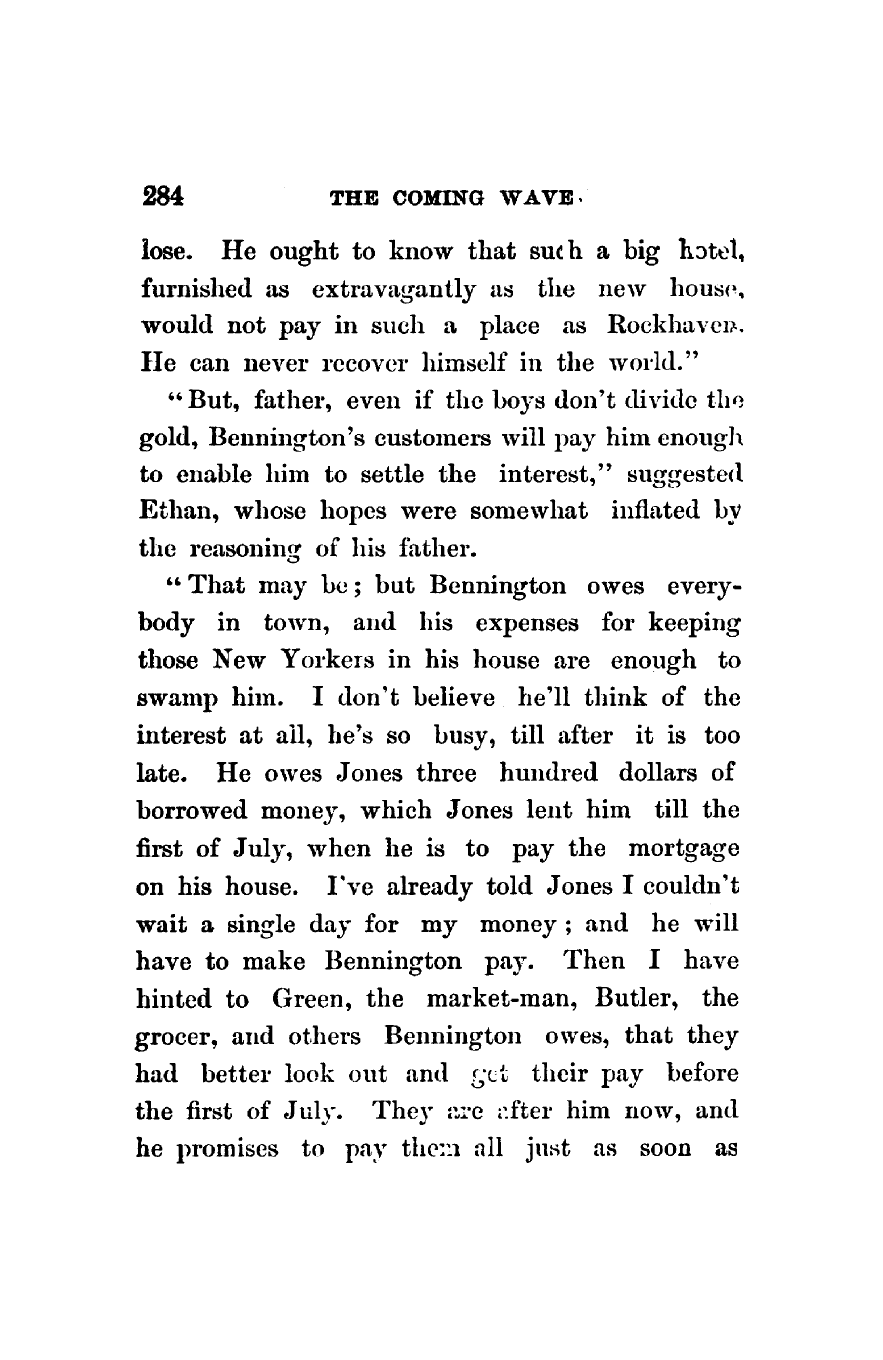 284 THE COMING WAVE.
lose. He ought to know that such a big hotel,
furnished as extravagantly as the new house,
would not pay in such a place as Rockhaven.
He can never recover himself in the world."
"But, father, even if the boys don't divide the
gold, Bennington's customers will pay him enough
to enable him to settle the interest," suggested
Ethan, whose hopes were somewhat inflated by
the reasoning of his father.
"That may be; but Bennington owes every-
body in town, and his expenses for keeping
those New Yorkers in his house are enough to
swamp him. I don't believe he'll think of the
interest at all, he's so busy, till after it is too
late. He owes Jones three hundred dollars of
borrowed money, which Jones lent him till the
first of July, when he is to pay the mortgage
on his house. I've already told Jones I couldn't
wait a single day for my money; and he will
have to make Bennington pay. Then I have
hinted to Green, the market-man, Butler, the
grocer, and others Bennington owes, that they
had better look out and get their pay before
the first of July. They are after him now, and
he promises to pay them all just as soon as